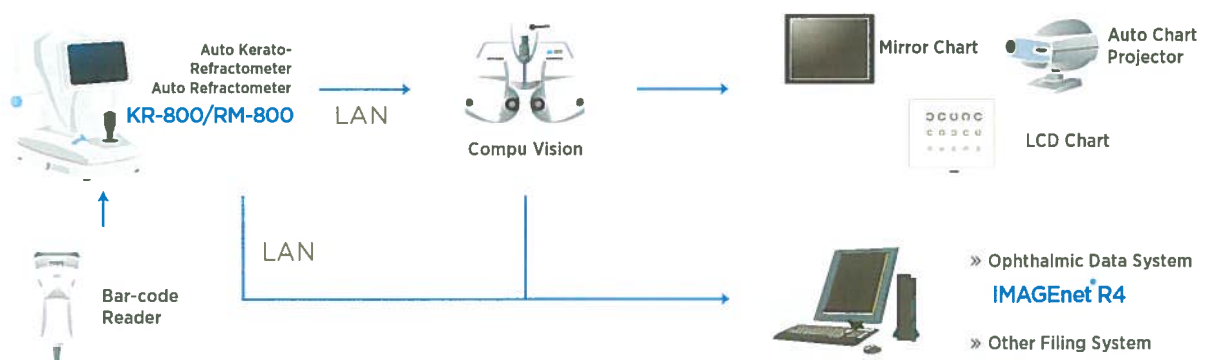 Auto Kerato-
Refractometer
Auto Refractometer
KR-800/RM-800
LAN
Compu Vision
Mirror Chart
Auto Chart
Projector
LCD Chart
Bar-code
Reader
LAN
» Ophthalmic Data System
IMAGEnet® R4
» Other Filing System